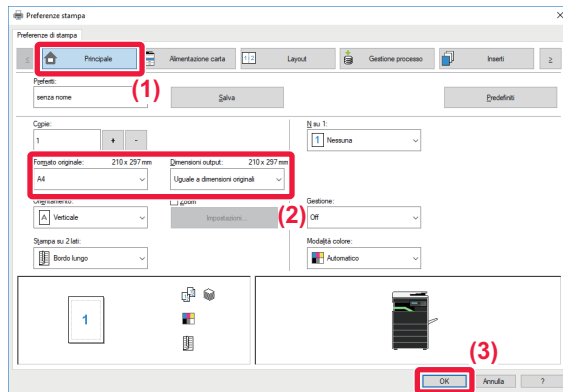 Preferenze stampa
Preferenze di stampa
≤ Principale Alimentazione carta 1 2 Layout Gestione processo Inseti ≥
(1)
Preferiti:
senza nome Salva Predefiniti
Copie: N su 1:
1 + - 1 Nessuna
Formato originale: 210 x 297 mm Dimensioni output: 210 x 297 mm
A4 Uguale a dimensioni originali
Orientamento: Zoom (2) Gestione:
A Verticale Impostazioni... Off
Stampa su 2 lati: Modalità colore:
Bordo lungo Automatico
1
(3)
OK Annulla ?